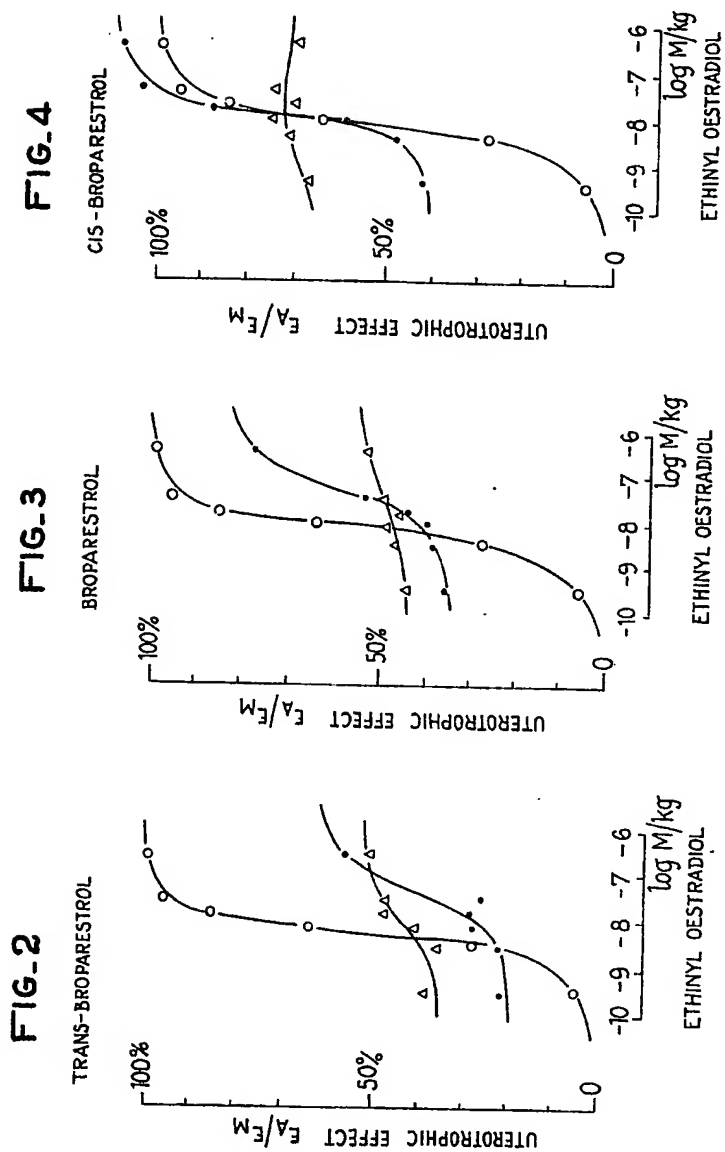 FIG_2
TRANS-BROPARESTROL
100%
50%
0
UTEROTROPHIC EFFECT EA/EM
-10 -9 -8 -7 -6
log M/kg
ETHINYL OESTRADIOL
FIG_3
BROPARESTROL
100%
50%
0
UTEROTROPHIC EFFECT EA/EM
-10 -9 -8 -7 -6
log M/kg
ETHINYL OESTRADIOL
FIG_4
CIS-BROPARESTROL
100%
50%
0
UTEROTROPHIC EFFECT EA/EM
-10 -9 -8 -7 -6
log M/kg
ETHINYL OESTRADIOL